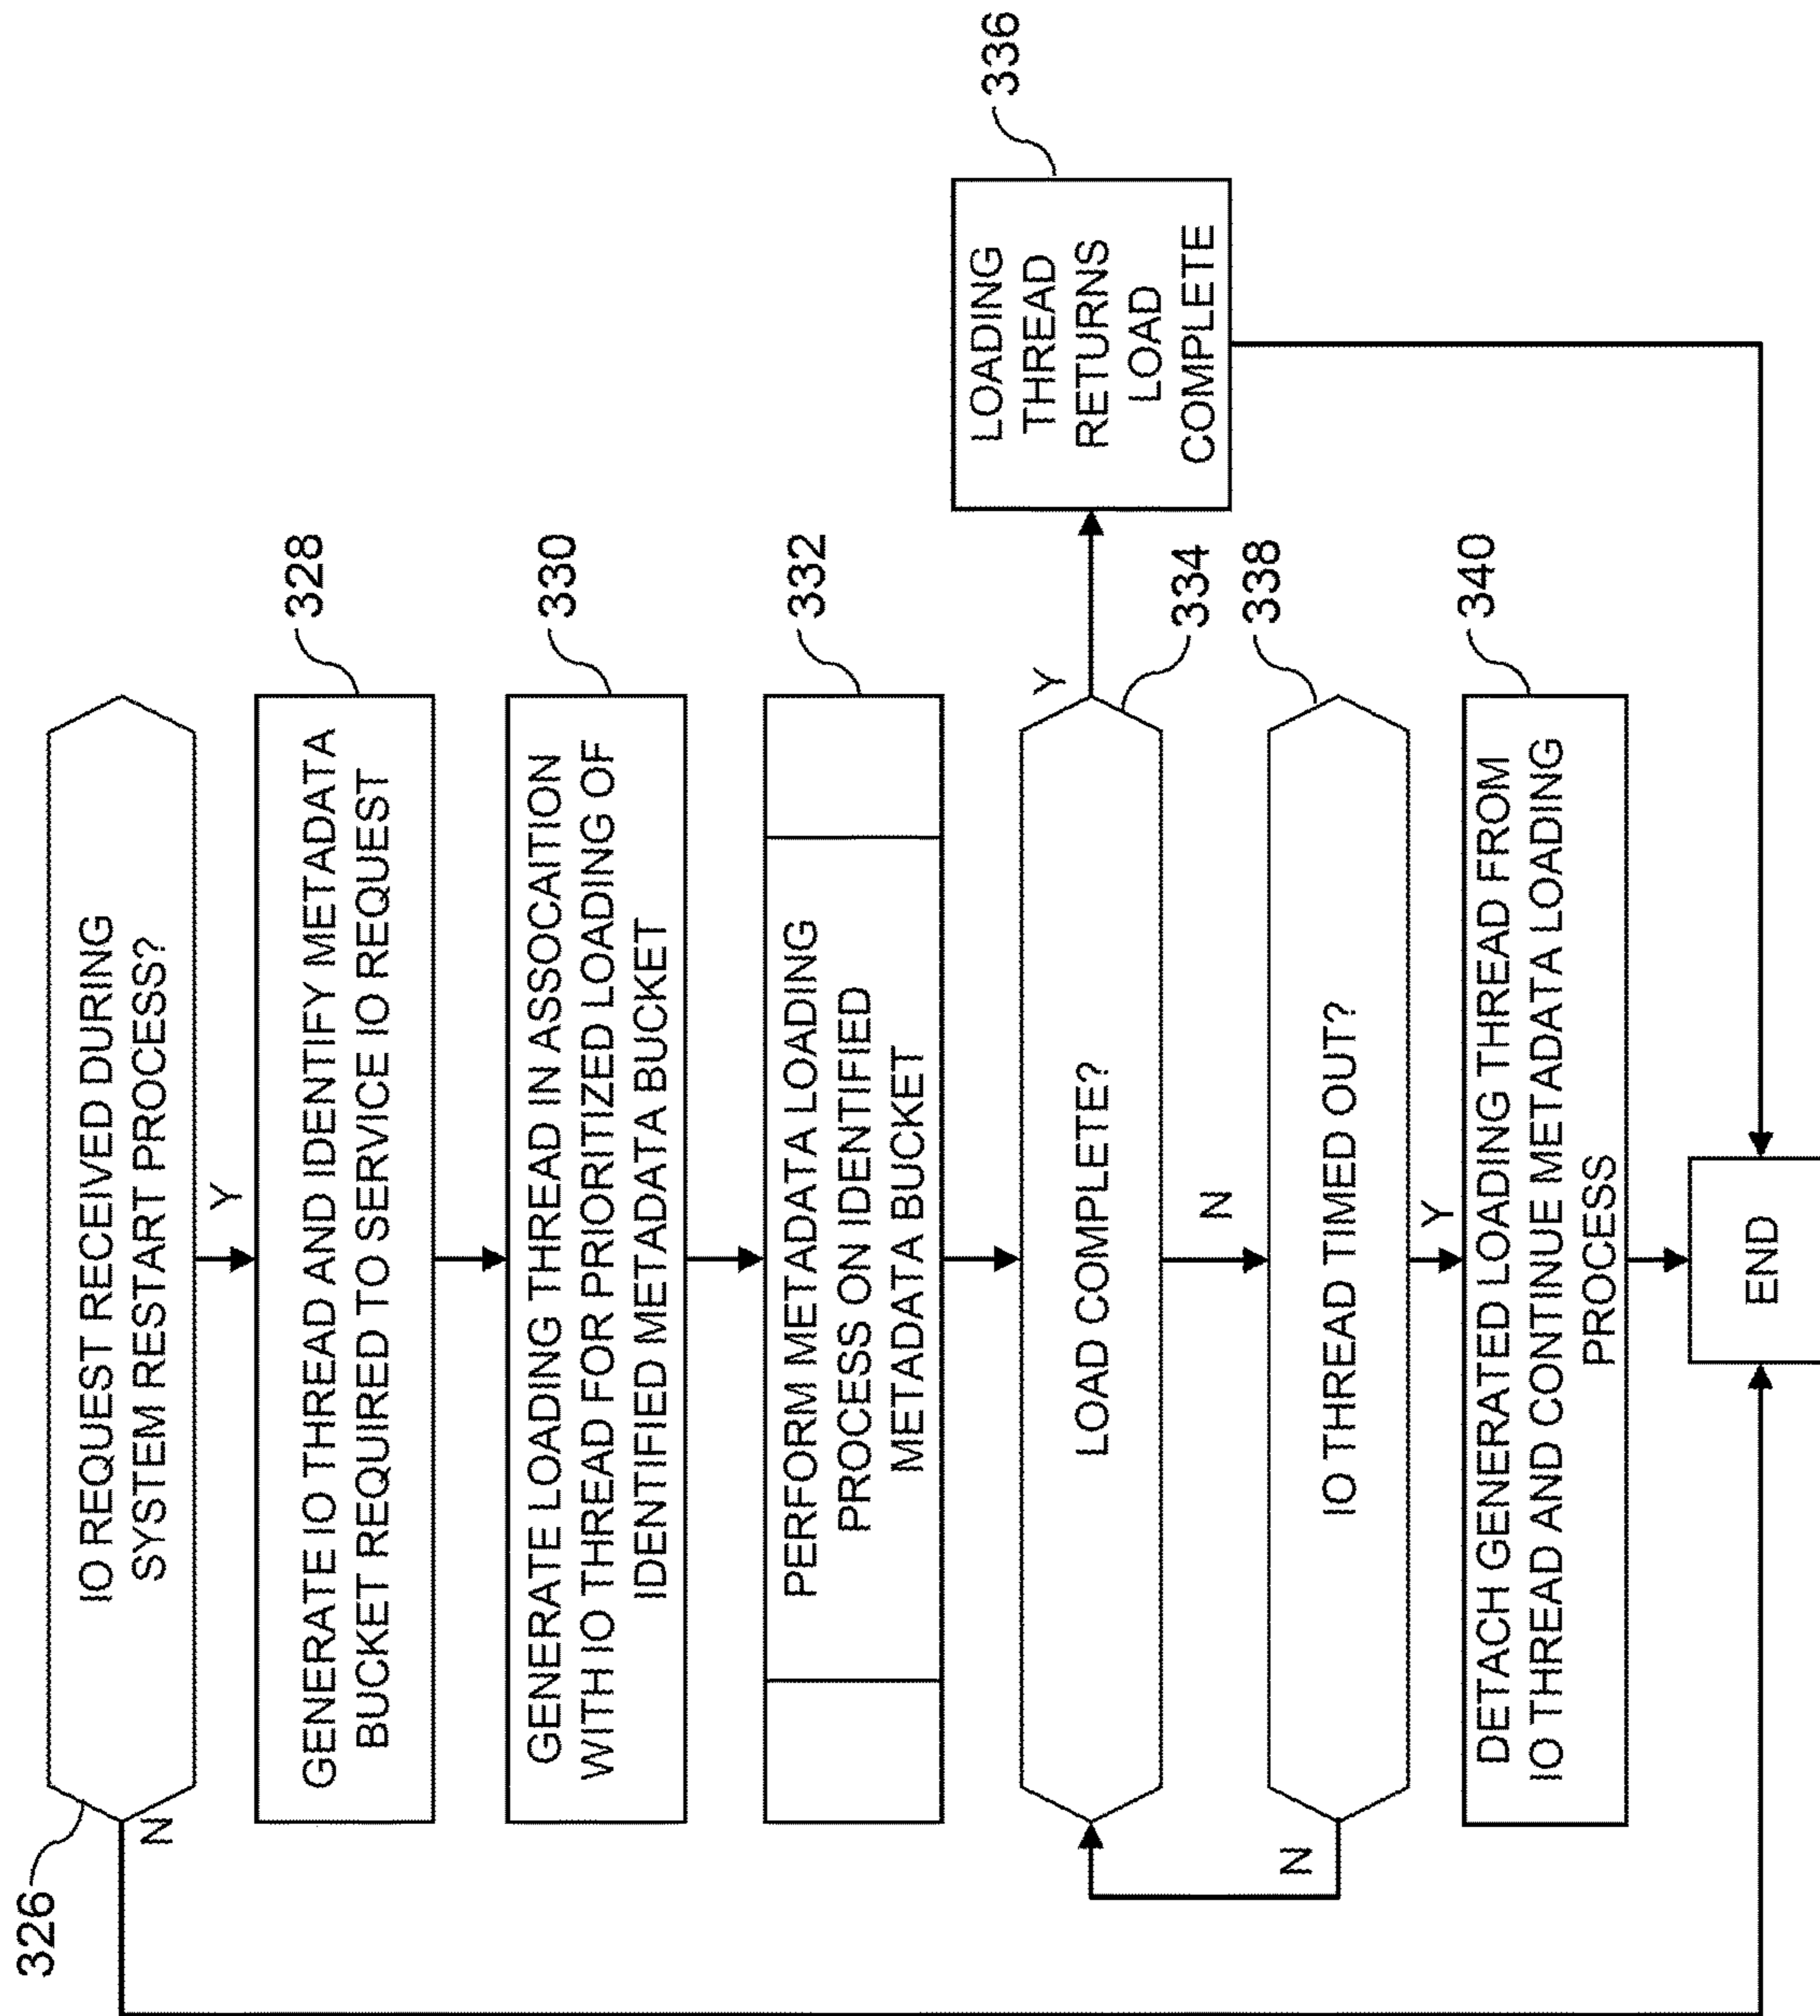 326
IO REQUEST RECEIVED DURING
SYSTEM RESTART PROCESS?
N
Y
328
GENERATE IO THREAD AND IDENTIFY METADATA
BUCKET REQUIRED TO SERVICE IO REQUEST
330
GENERATE LOADING THREAD IN ASSOCAITION
WITH IO THREAD FOR PRIORITIZED LOADING OF
IDENTIFIED METADATA BUCKET
332
PERFORM METADATA LOADING
PROCESS ON IDENTIFIED
METADATA BUCKET
334
LOAD COMPLETE?
Y
336
LOADING
THREAD
RETURNS
LOAD
COMPLETE
N
338
IO THREAD TIMED OUT?
N
Y
340
DETACH GENERATED LOADING THREAD FROM
IO THREAD AND CONTINUE METADATA LOADING
PROCESS
END